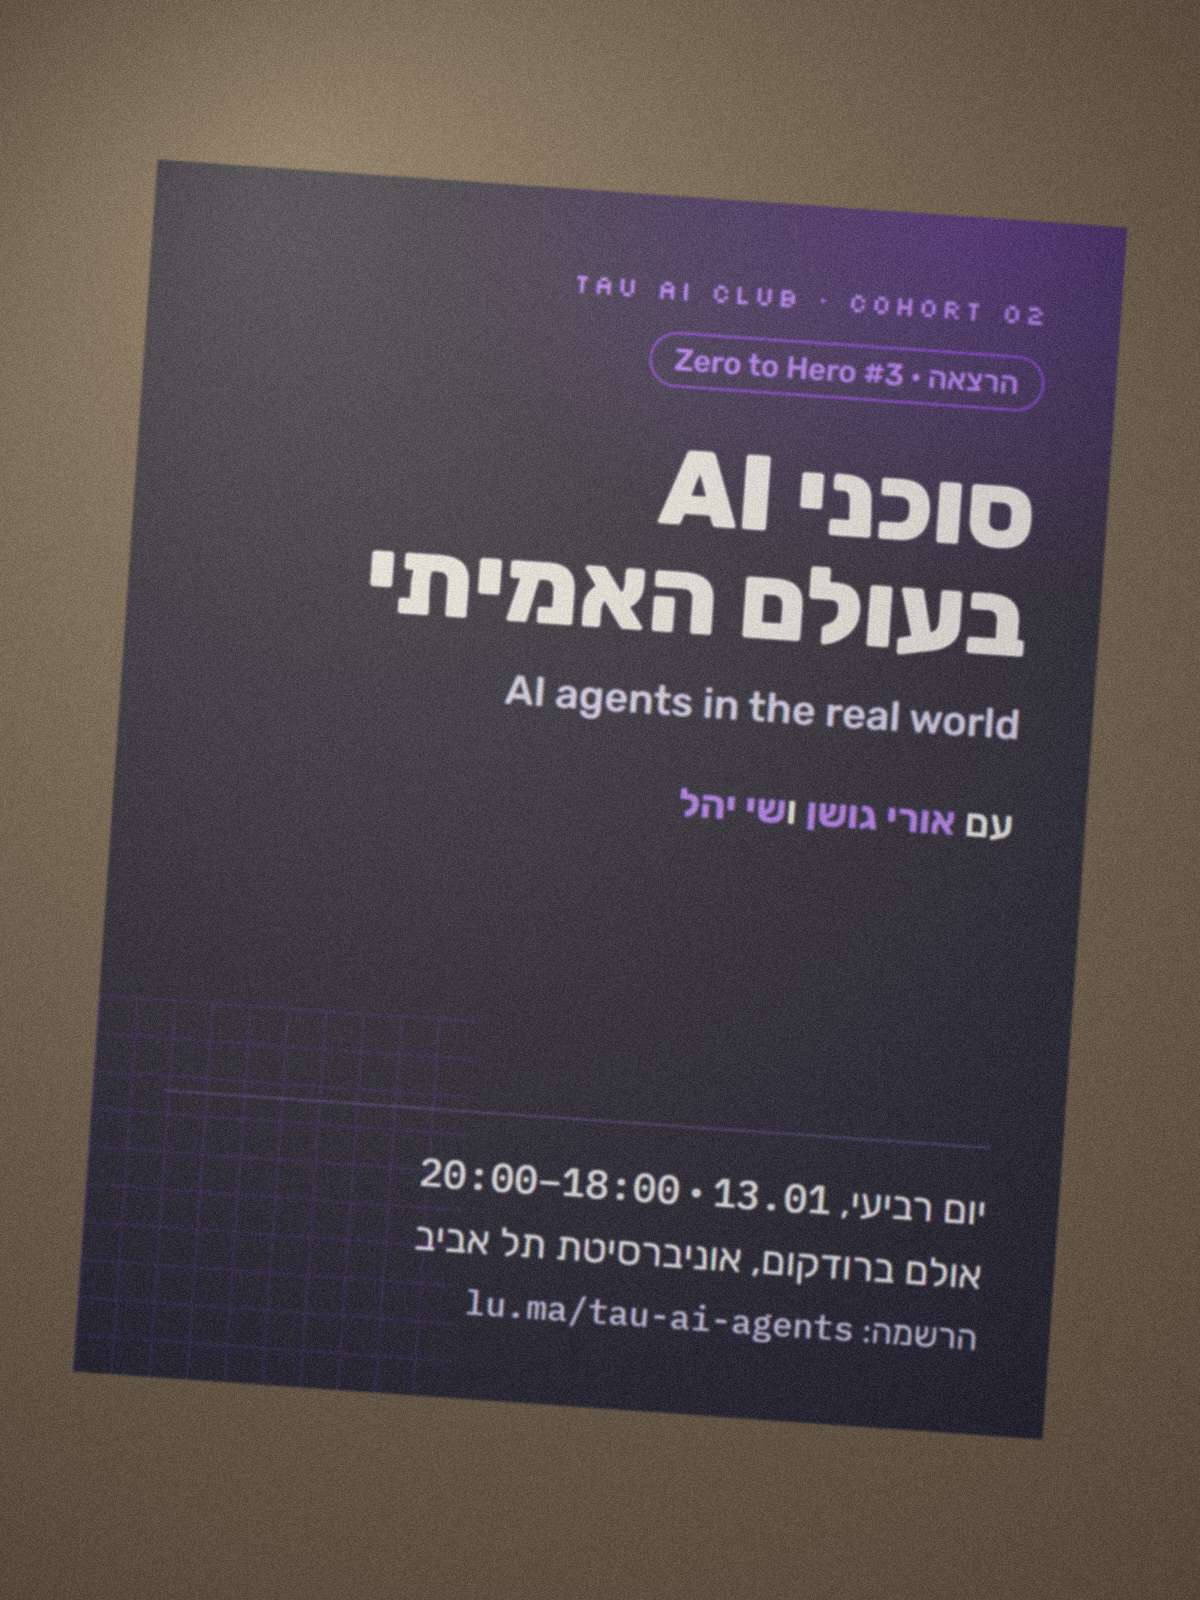 TAU AI CLUB · COHORT 02
הרצאה • Zero to Hero #3
סוכני AI
בעולם האמיתי
AI agents in the real world
עם אורי גושן ושי יהל
יום רביעי, 13.01 • 18:00–20:00
אולם ברודקום, אוניברסיטת תל אביב
הרשמה: lu.ma/tau-ai-agents